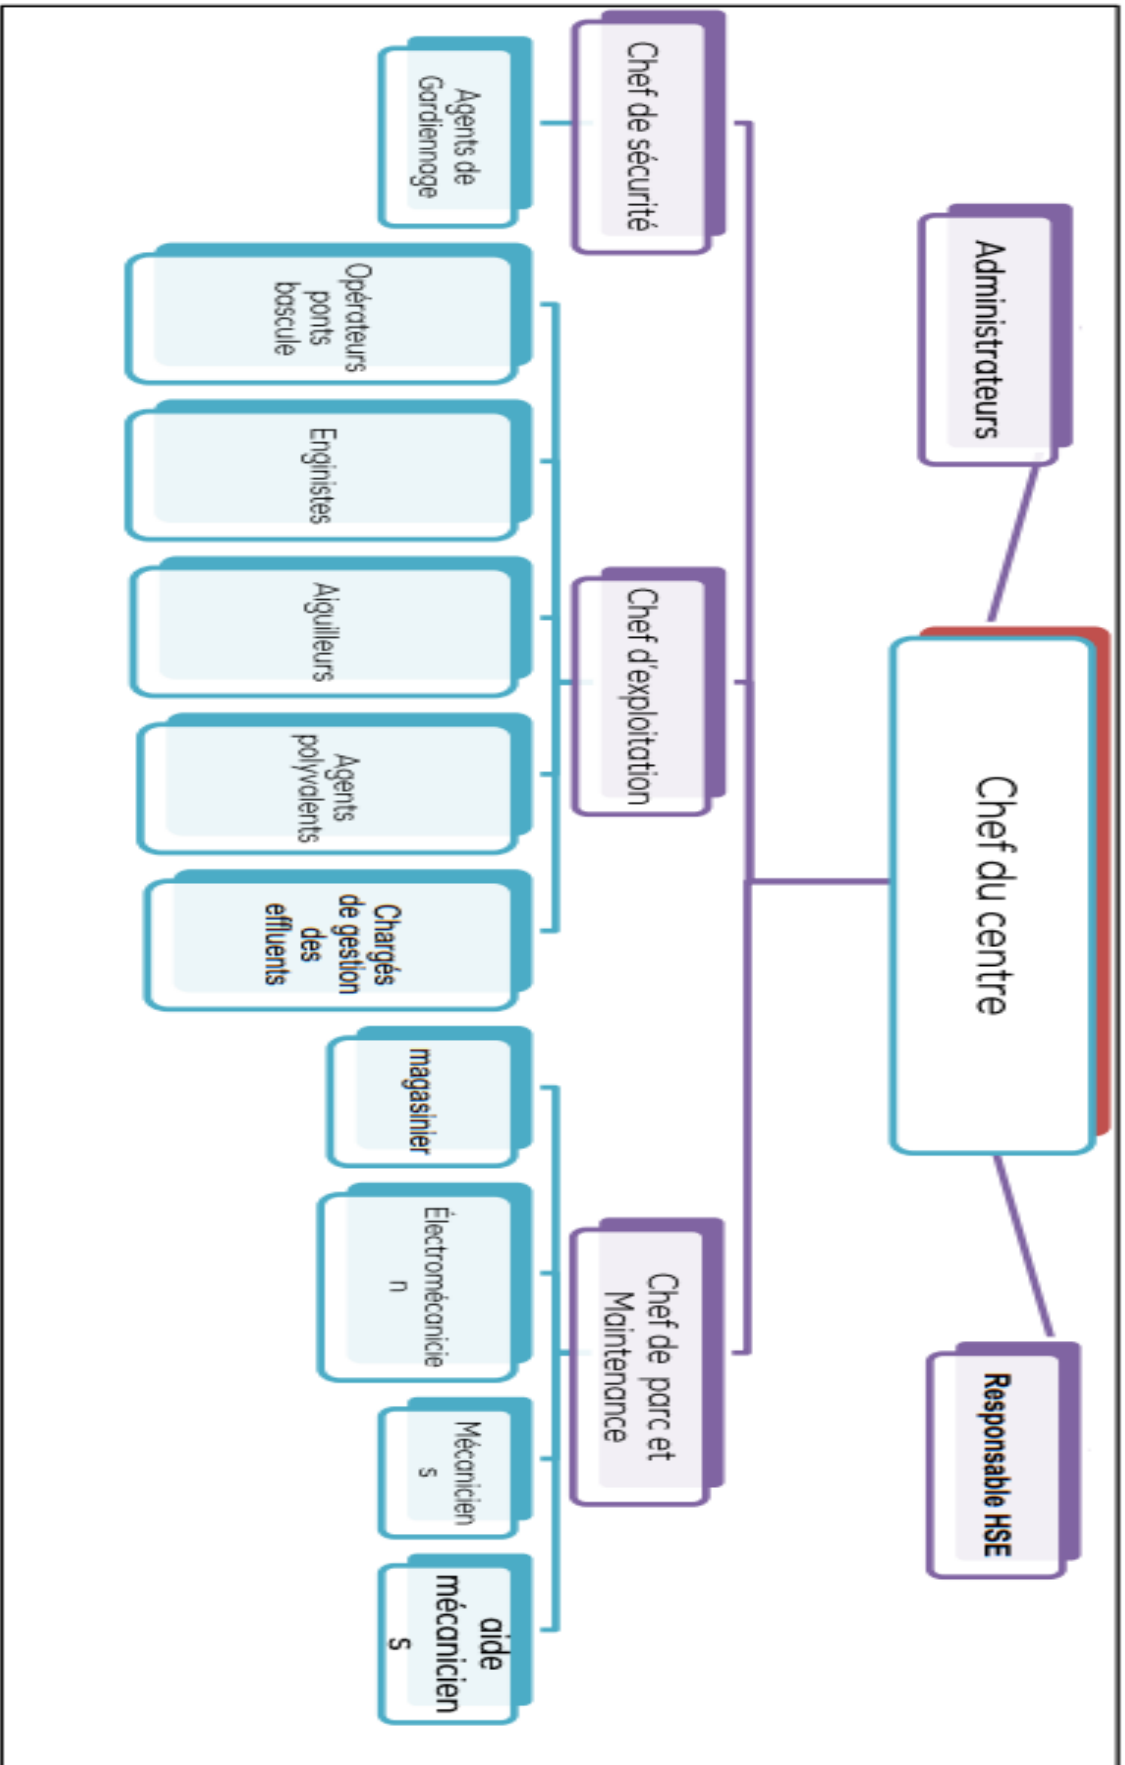 Chef du centre
Administrateurs
Responsable HSE
Chef de sécurité
Chef d'exploitation
Chef de parc et
Maintenance
Agents de
Gardiennage
Opérateurs
ponts
bascule
Enginistes
Aiguilleurs
Agents
polyvalents
Chargés
de gestion
des
effluents
magasinier
Électromécanicie
n
Mécanicien
s
aide
mécanicien
s